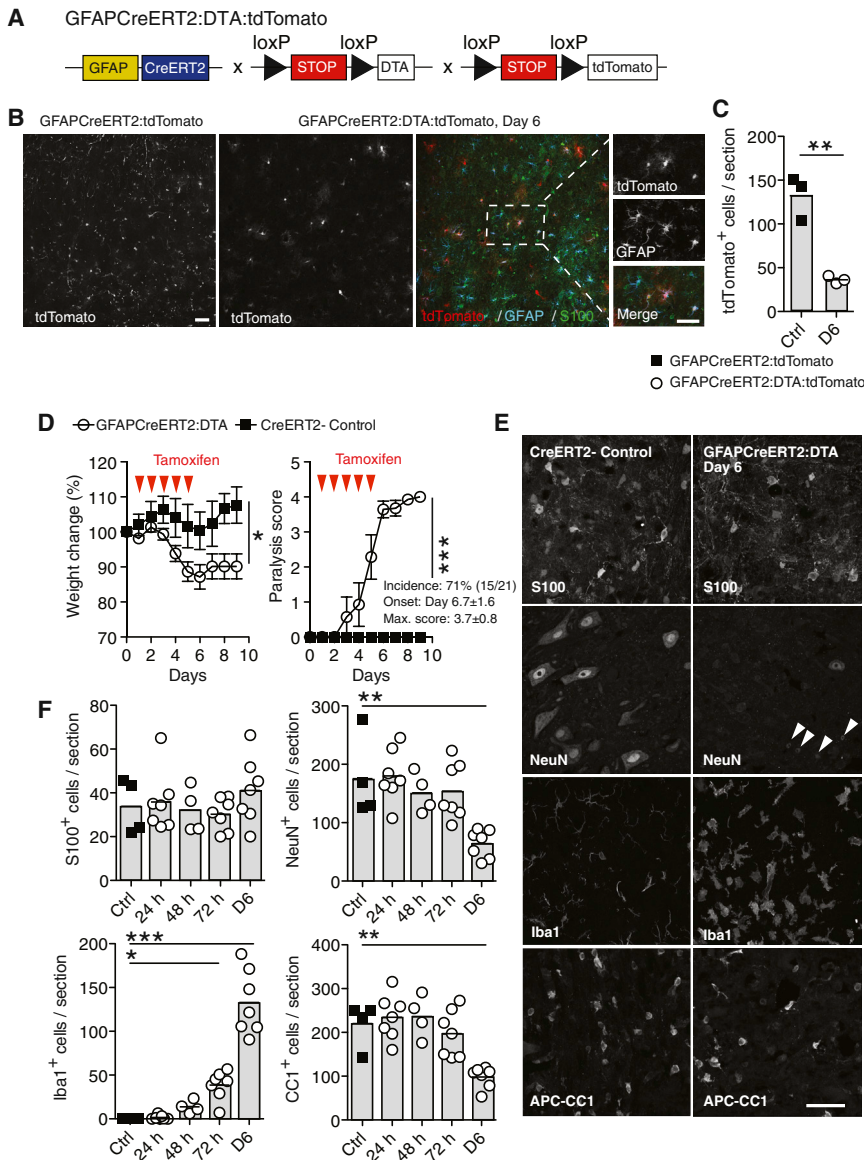 A
GFAPCreERT2:DTA:tdTomato
loxP loxP loxP loxP
GFAP CreERT2 x STOP DTA x STOP tdTomato
B
GFAPCreERT2:tdTomato GFAPCreERT2:DTA:tdTomato, Day 6
tdTomato
tdTomato
tdTomato /GFAP /S100
tdTomato
GFAP
Merge
C
tdTomato+ cells / section
200
150
100
50
0
**
Ctrl D6
GFAPCreERT2:tdTomato
GFAPCreERT2:DTA:tdTomato
D
GFAPCreERT2:DTA CreERT2- Control
Weight change (%)
Tamoxifen
120
110
100
90
80
70
*
0 2 4 6 8 10
Days
Paralysis score
Tamoxifen
5
4
3
2
1
0
***
Incidence: 71% (15/21)
Onset: Day 6.7±1.6
Max. score: 3.7±0.8
0 2 4 6 8 10
Days
E
CreERT2- Control
S100
GFAPCreERT2:DTA
Day 6
S100
NeuN
NeuN
Iba1
Iba1
APC-CC1
APC-CC1
F
S100+ cells / section
80
60
40
20
0
Ctrl 24 h 48 h 72 h D6
NeuN+ cells / section
300
200
100
0
**
Ctrl 24 h 48 h 72 h D6
Iba1+ cells / section
200
150
100
50
0
***
*
Ctrl 24 h 48 h 72 h D6
CC1+ cells / section
400
300
200
100
0
**
Ctrl 24 h 48 h 72 h D6